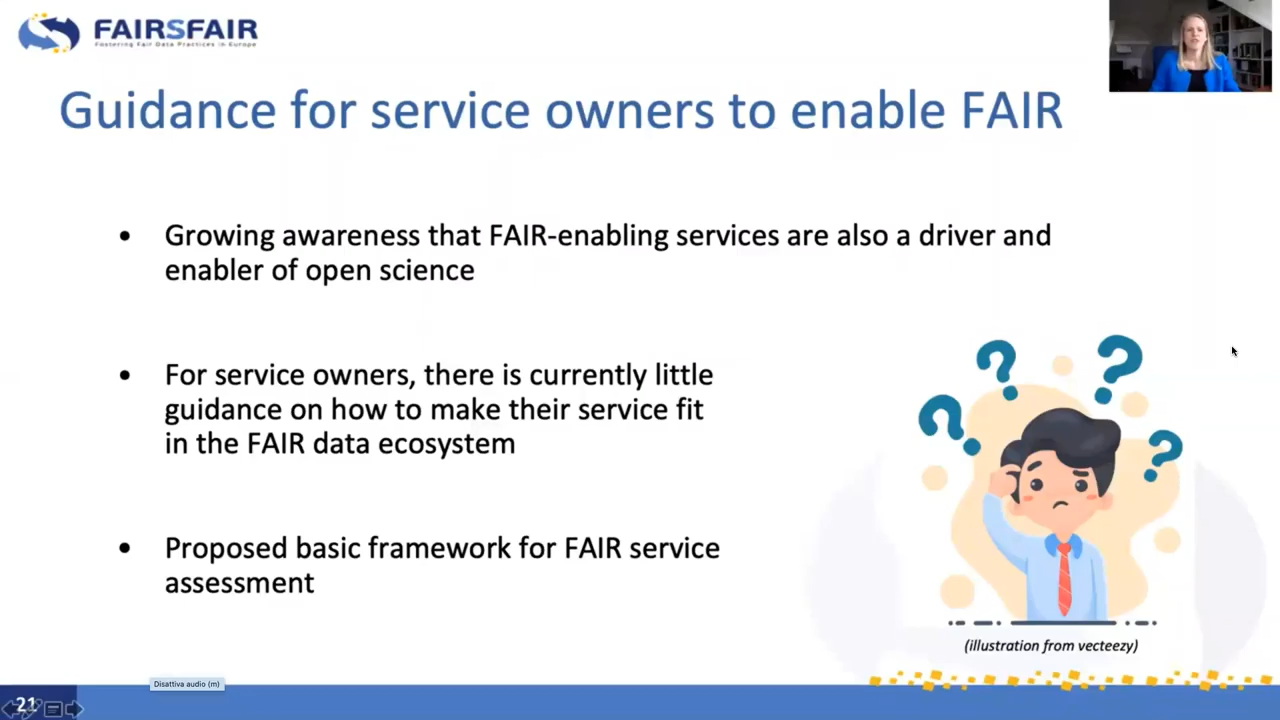 FAIRSFAIR
Fostering Fair Data Practices in Europe
Guidance for service owners to enable FAIR
• Growing awareness that FAIR-enabling services are also a driver and
enabler of open science
• For service owners, there is currently little
guidance on how to make their service fit
in the FAIR data ecosystem
• Proposed basic framework for FAIR service
assessment
? ? ? ?
(illustration from vecteezy)
Disattiva audio (m)
21